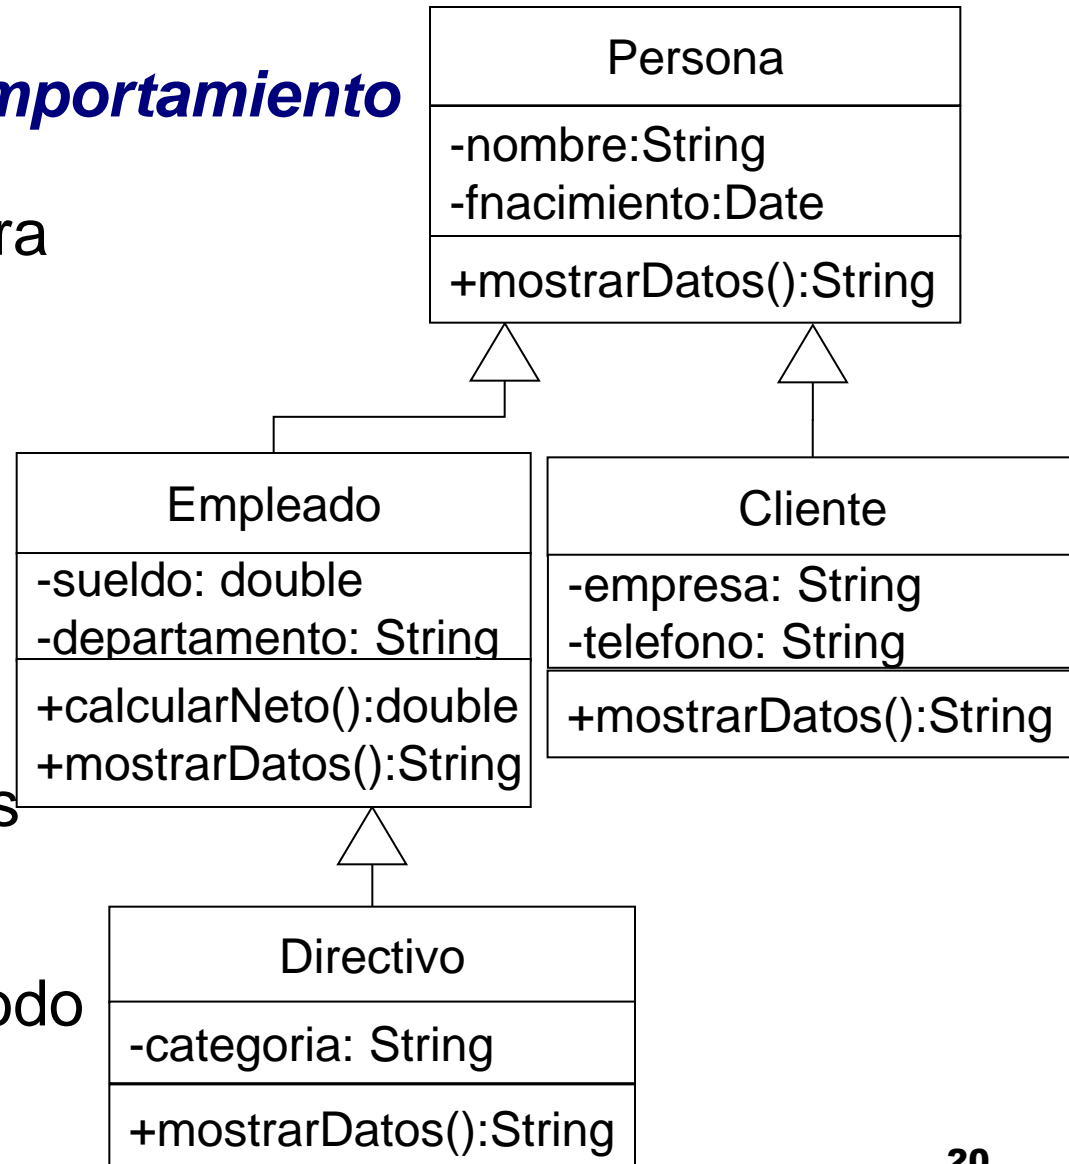 mportamiento
ra
s
odo
Persona
-nombre:String
-fnacimiento:Date
+mostrarDatos():String
Empleado
-sueldo: double
-departamento: String
+calcularNeto():double
+mostrarDatos():String
Cliente
-empresa: String
-telefono: String
+mostrarDatos():String
Directivo
-categoria: String
+mostrarDatos():String
20